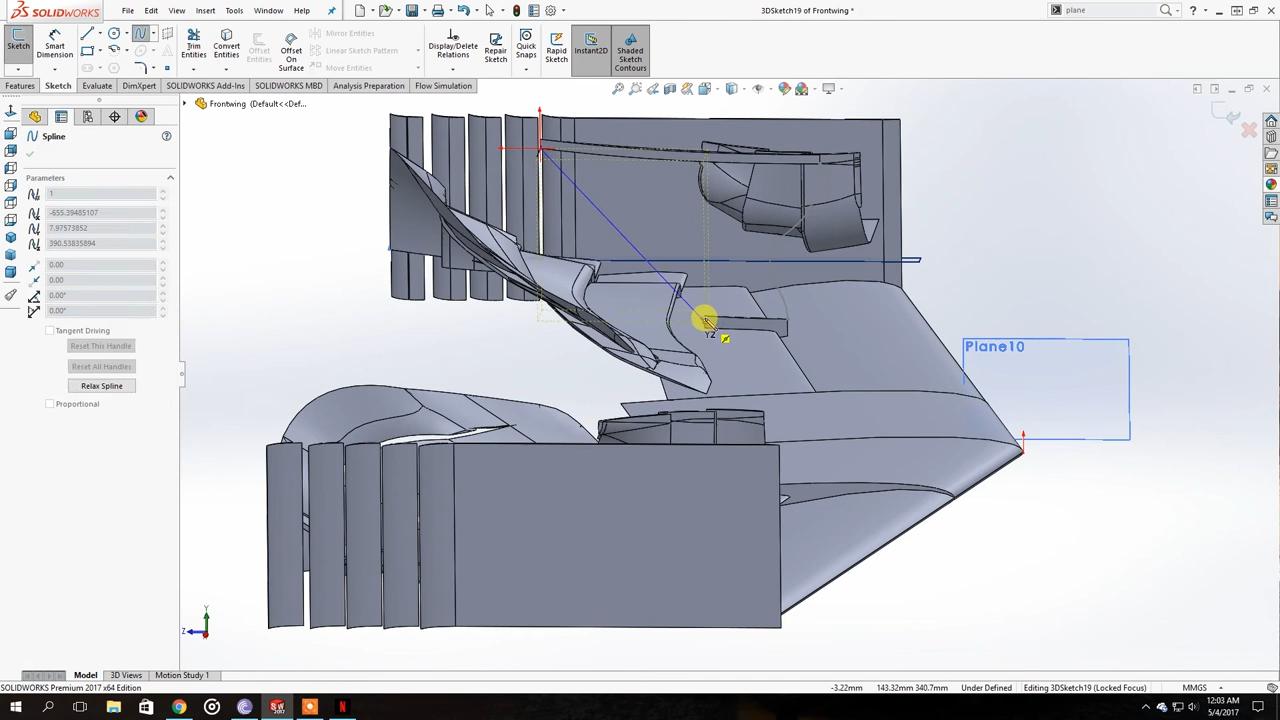 SOLIDWORKS
File Edit View Insert Tools Window Help
3DSketch19 of Frontwing *
plane
Sketch
Smart Dimension
Trim Entities
Convert Entities
Offset Entities
Offset On Surface
Mirror Entities
Linear Sketch Pattern
Move Entities
Display/Delete Relations
Repair Sketch
Quick Snaps
Rapid Sketch
Instant2D
Shaded Sketch Contours
Features Sketch Evaluate DimXpert SOLIDWORKS Add-Ins SOLIDWORKS MBD Analysis Preparation Flow Simulation
Frontwing (Default<<Def...
Spline
Parameters
1
-655.39485107
7.97573852
390.53835894
0.00
0.00
0.00°
0.00°
Tangent Driving
Reset This Handle
Reset All Handles
Relax Spline
Proportional
Plane10
YZ
Y
Z
Model 3D Views Motion Study 1
SOLIDWORKS Premium 2017 x64 Edition
-3.22mm 143.32mm 340.7mm Under Defined Editing 3DSketch19 (Locked Focus) MMGS
12:03 AM
5/4/2017